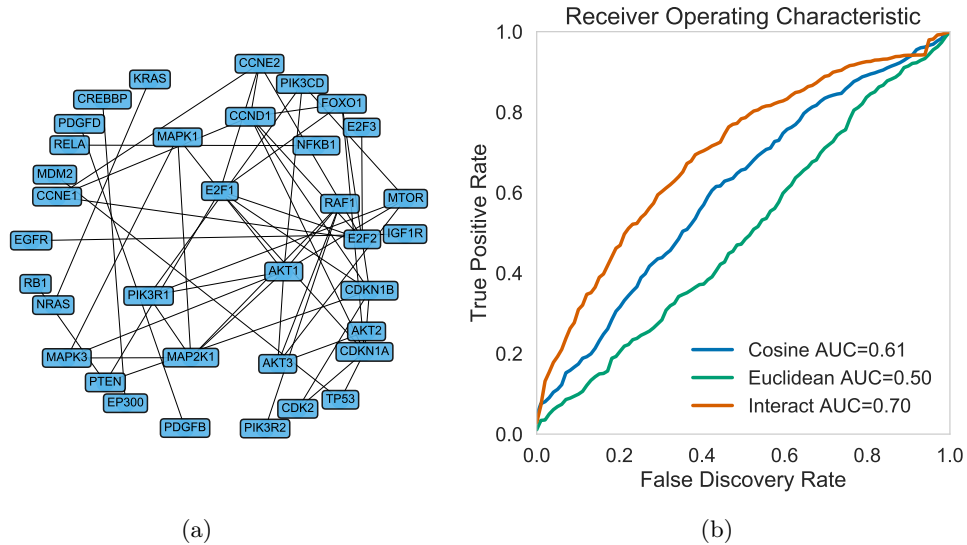 Receiver Operating Characteristic
CCNE2
KRAS
PIK3CD
CREBBP
FOXO1
CCND1
PDGFD
E2F3
MAPK1
RELA
NFKB1
MDM2
E2F1
CCNE1
MTOR
RAF1
IGF1R
EGFR
E2F2
AKT1
RB1
CDKN1B
PIK3R1
NRAS
AKT2
CDKN1A
MAPK3
MAP2K1
AKT3
PTEN
TP53
EP300
CDK2
PDGFB
PIK3R2
(a)
True Positive Rate
1.0
0.8
0.6
0.4
0.2
0.0
Cosine AUC=0.61
Euclidean AUC=0.50
Interact AUC=0.70
0.0 0.2 0.4 0.6 0.8 1.0
False Discovery Rate
(b)